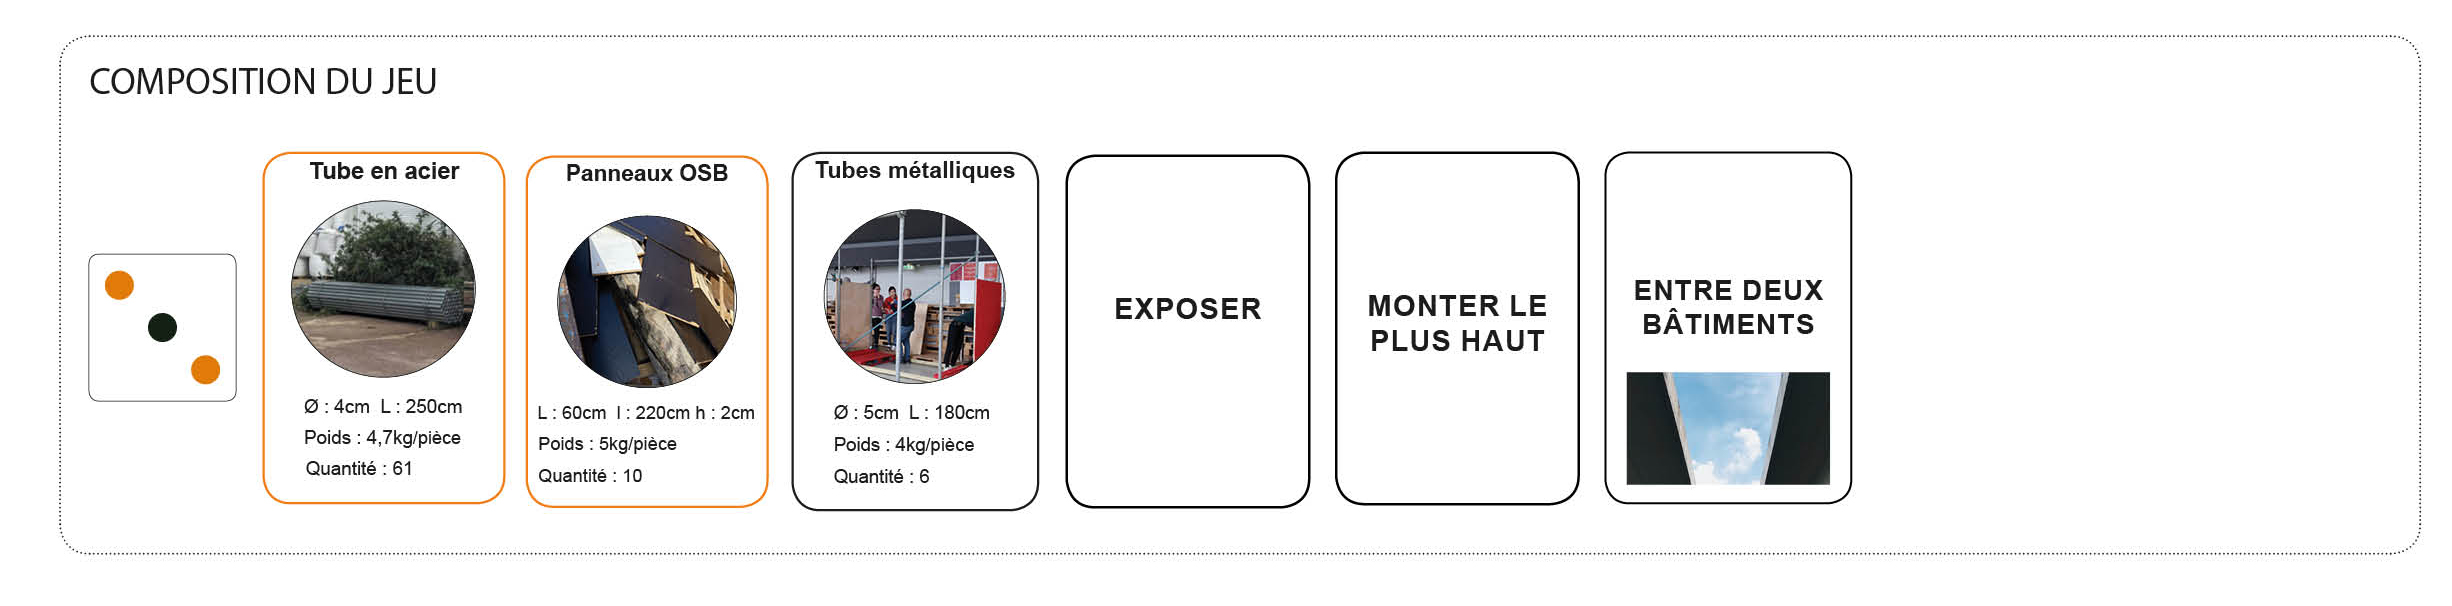 COMPOSITION DU JEU
Tube en acier
Ø : 4cm  L : 250cm
Poids : 4,7kg/pièce
Quantité : 61
Panneaux OSB
L : 60cm  l : 220cm h : 2cm
Poids : 5kg/pièce
Quantité : 10
Tubes métalliques
Ø : 5cm  L : 180cm
Poids : 4kg/pièce
Quantité : 6
EXPOSER
MONTER LE
PLUS HAUT
ENTRE DEUX
BÂTIMENTS